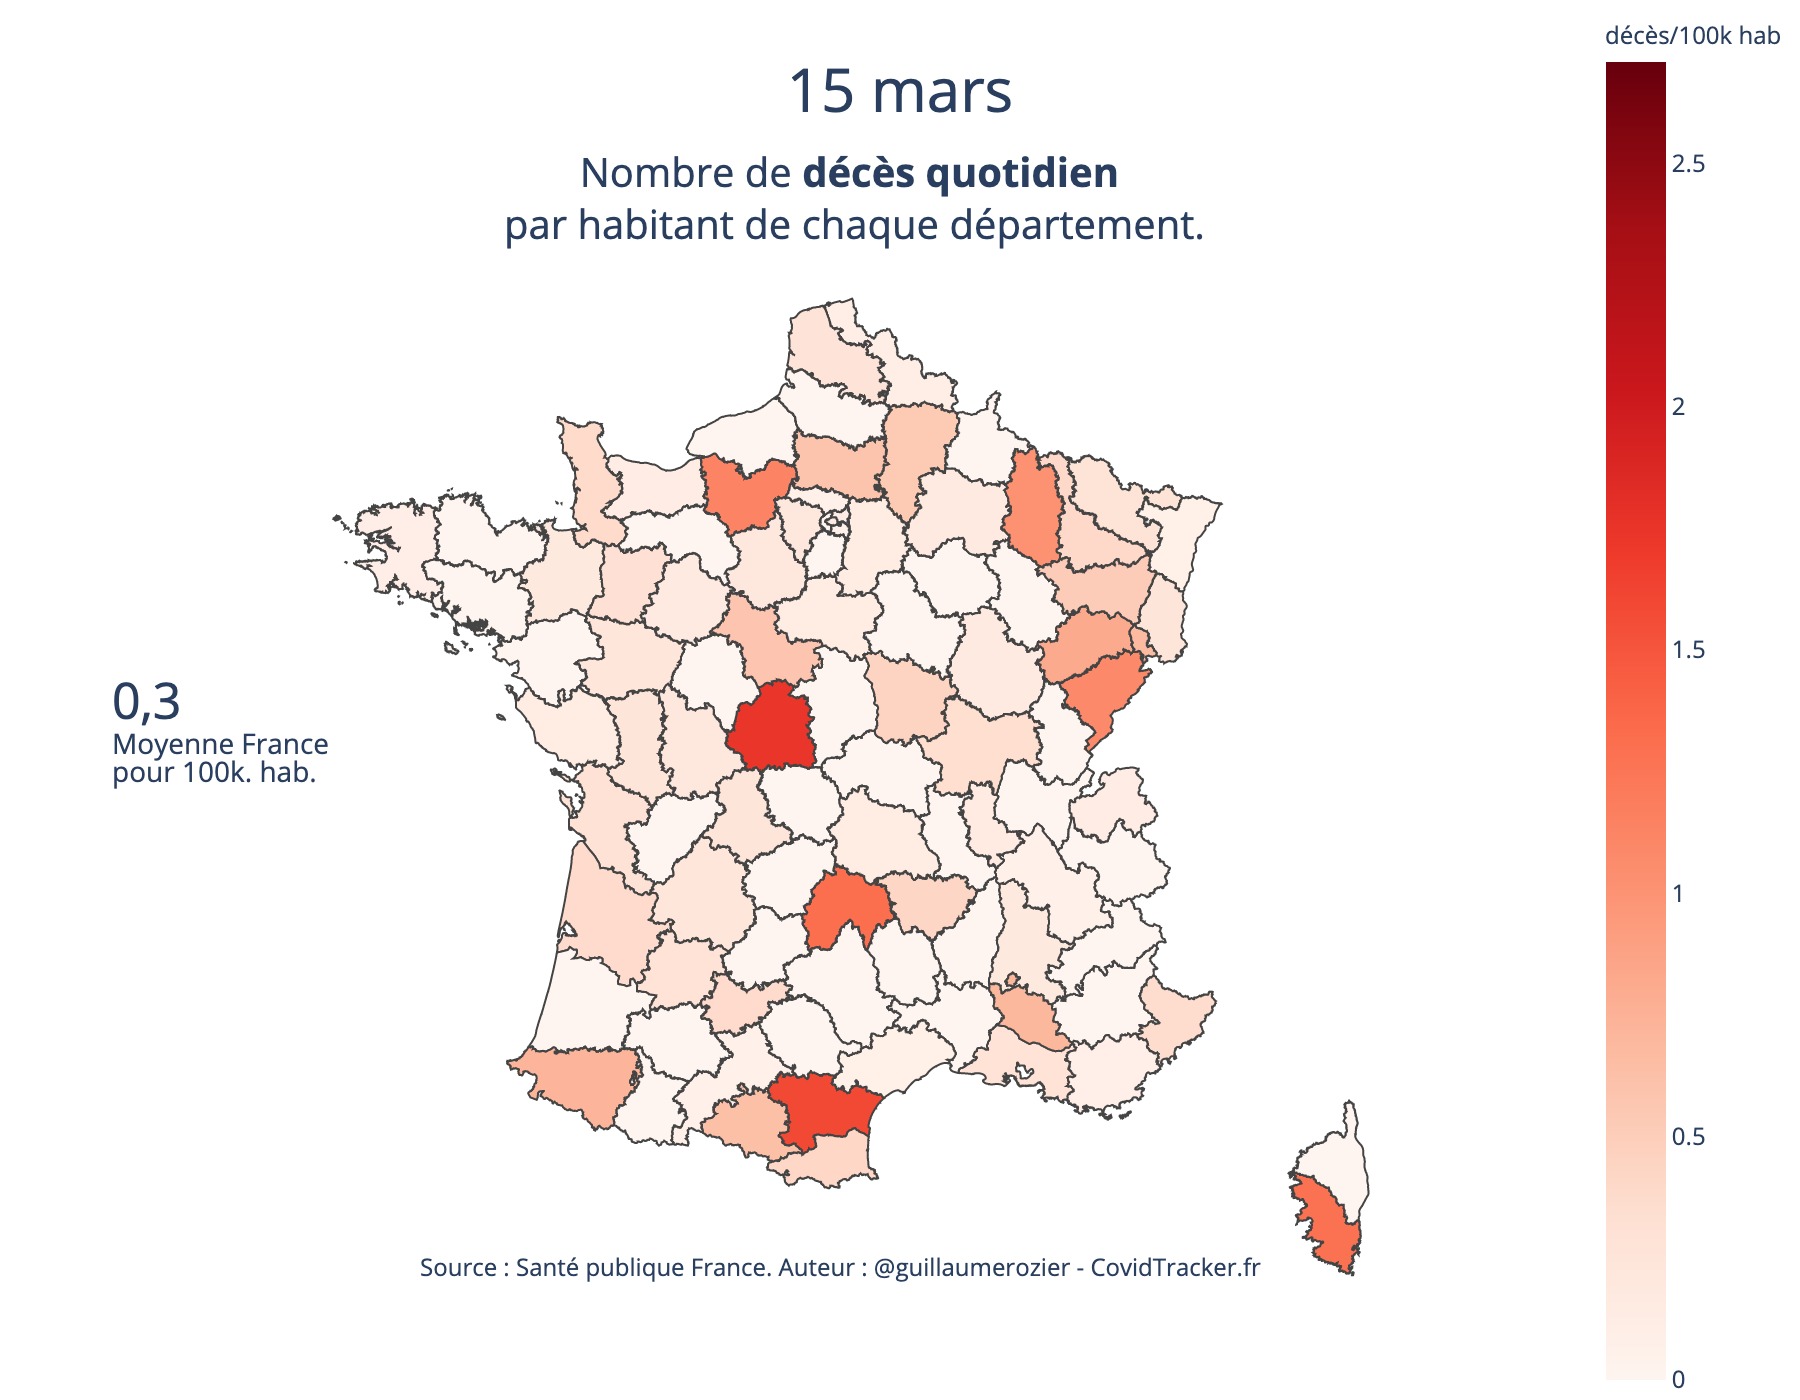 15 mars
Nombre de décès quotidien
par habitant de chaque département.
0,3
Moyenne France
pour 100k. hab.
Source : Santé publique France. Auteur : @guillaumerozier - CovidTracker.fr
décès/100k hab
2.5
2
1.5
1
0.5
0